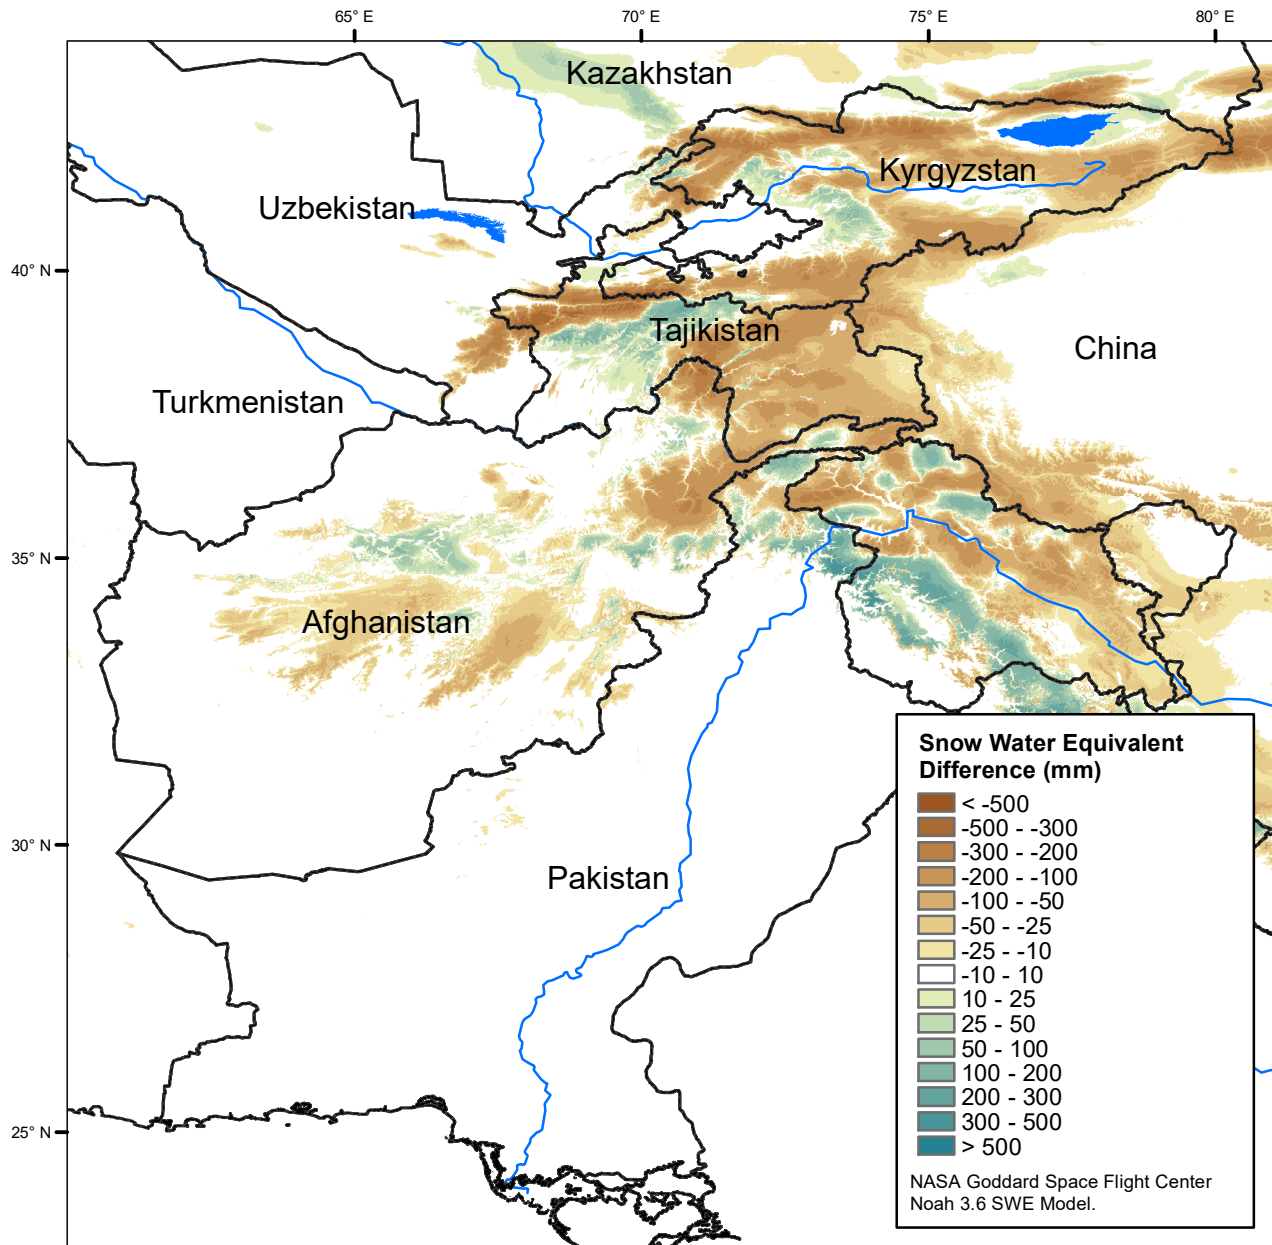 65° E
70° E
75° E
80° E
Kazakhstan
Kyrgyzstan
Uzbekistan
40° N
Tajikistan
China
Turkmenistan
35° N
Afghanistan
30° N
Pakistan
25° N
Snow Water Equivalent
Difference (mm)
< -500
-500 - -300
-300 - -200
-200 - -100
-100 - -50
-50 - -25
-25 - -10
-10 - 10
10 - 25
25 - 50
50 - 100
100 - 200
200 - 300
300 - 500
> 500
NASA Goddard Space Flight Center
Noah 3.6 SWE Model.